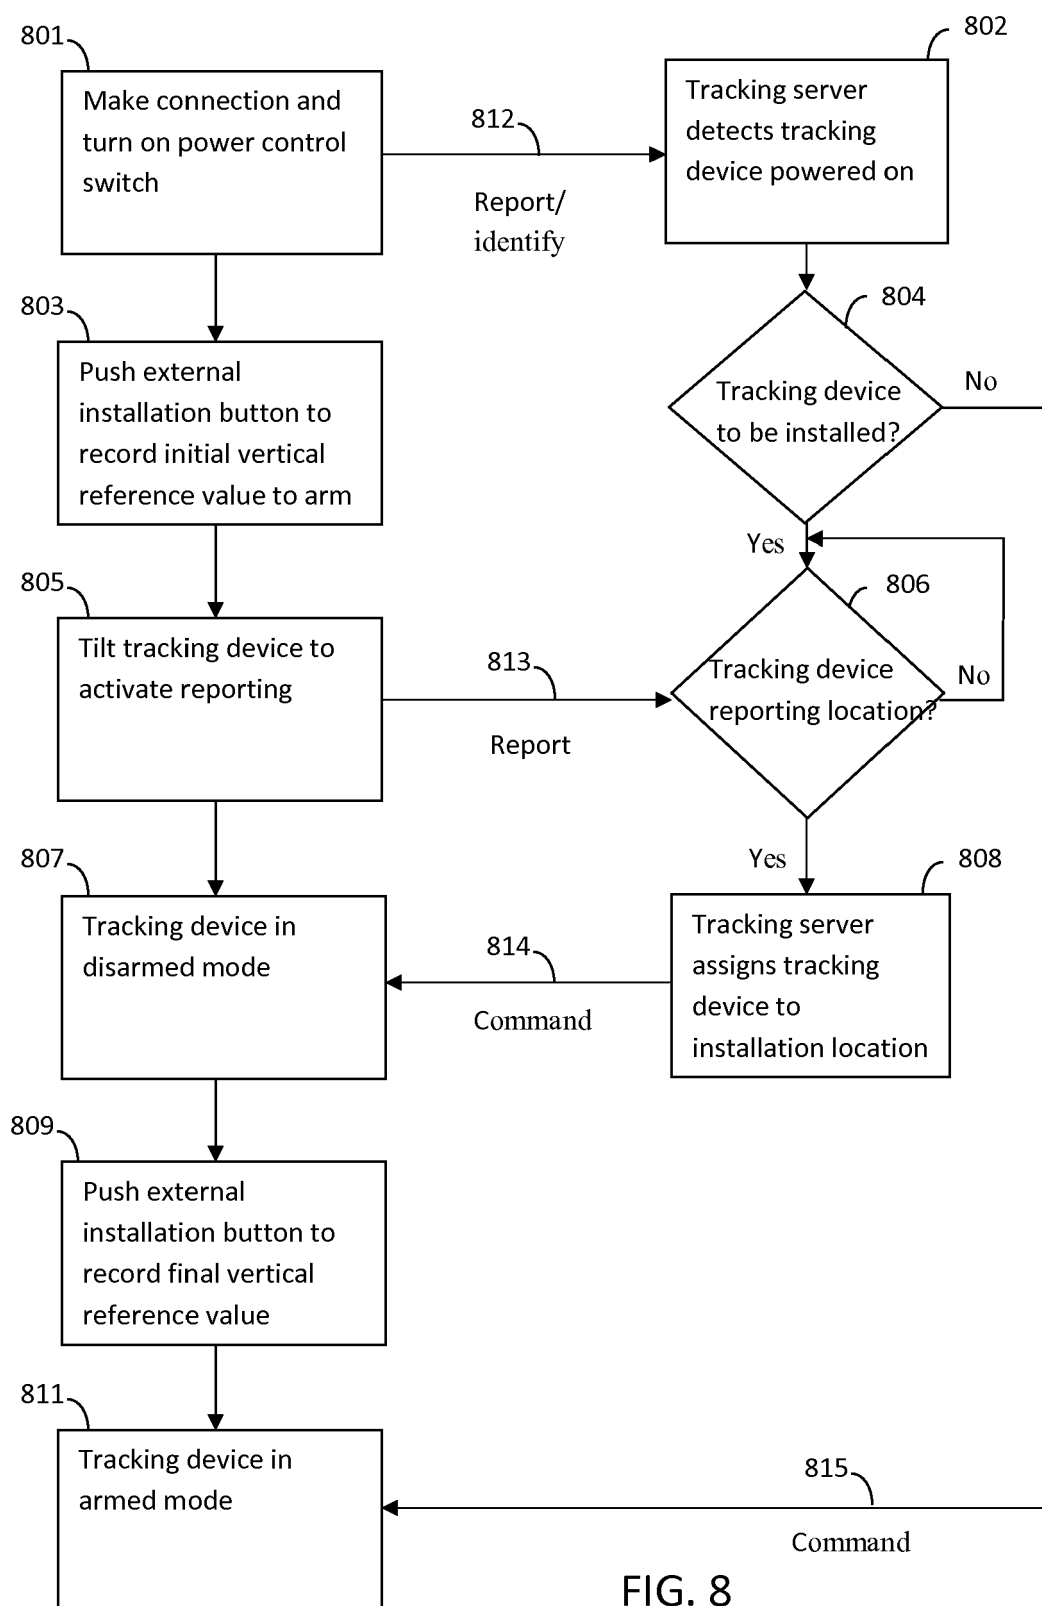 801
Make connection and
turn on power control
switch
812
Report/
identify
802
Tracking server
detects tracking
device powered on
803
Push external
installation button to
record initial vertical
reference value to arm
804
Tracking device
to be installed?
No
Yes
805
Tilt tracking device to
activate reporting
813
Report
806
Tracking device
reporting location?
No
Yes
807
Tracking device in
disarmed mode
814
Command
808
Tracking server
assigns tracking
device to
installation location
809
Push external
installation button to
record final vertical
reference value
811
Tracking device in
armed mode
815
Command
FIG. 8